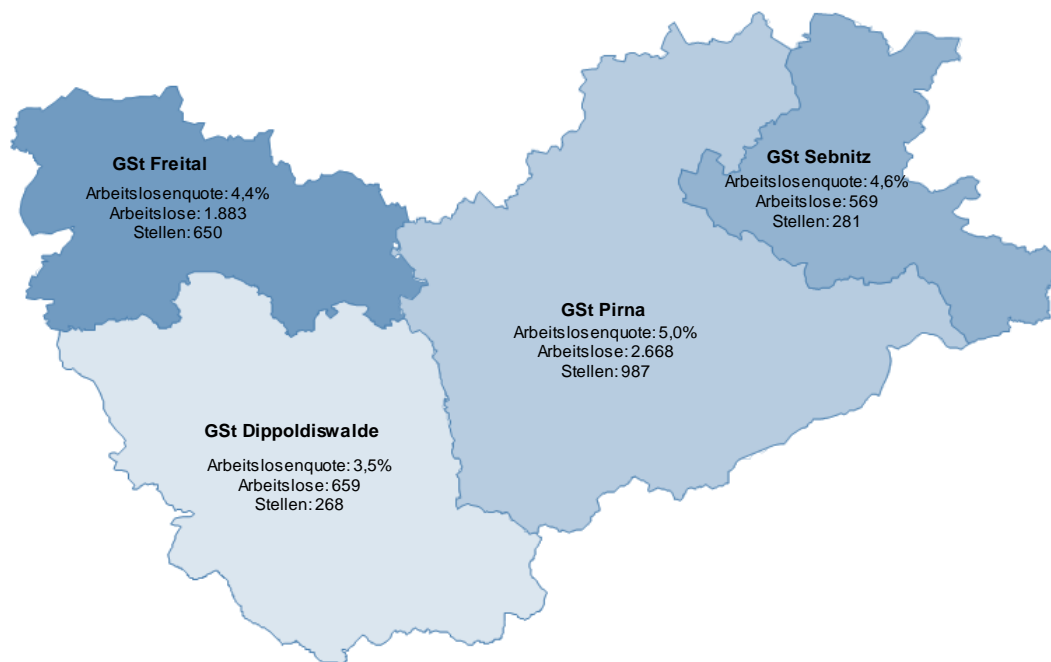 GSt Freital
Arbeitslosenquote: 4,4%
Arbeitslose: 1.883
Stellen: 650
GSt Sebnitz
Arbeitslosenquote: 4,6%
Arbeitslose: 569
Stellen: 281
GSt Pirna
Arbeitslosenquote: 5,0%
Arbeitslose: 2.668
Stellen: 987
GSt Dippoldiswalde
Arbeitslosenquote: 3,5%
Arbeitslose: 659
Stellen: 268